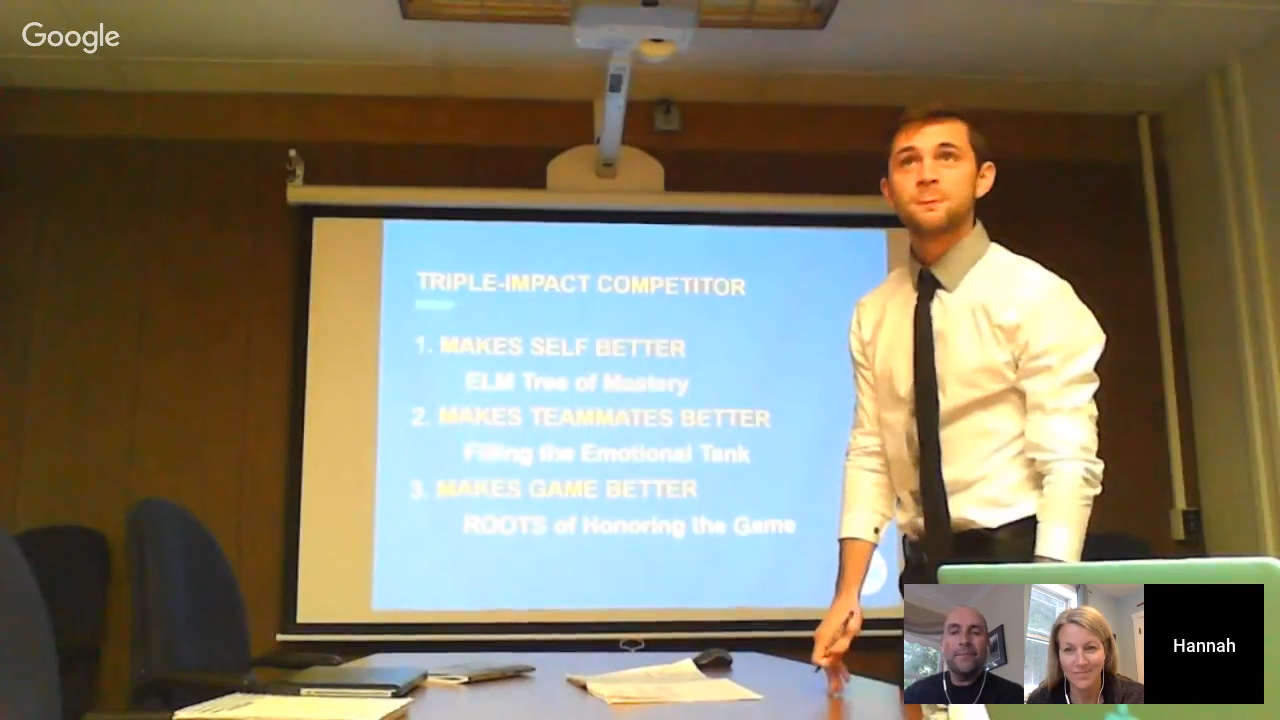 Google
TRIPLE-IMPACT COMPETITOR
1. MAKES SELF BETTER
ELM Tree of Mastery
2. MAKES TEAMMATES BETTER
Filling the Emotional Tank
3. MAKES GAME BETTER
ROOTS of Honoring the Game
Hannah